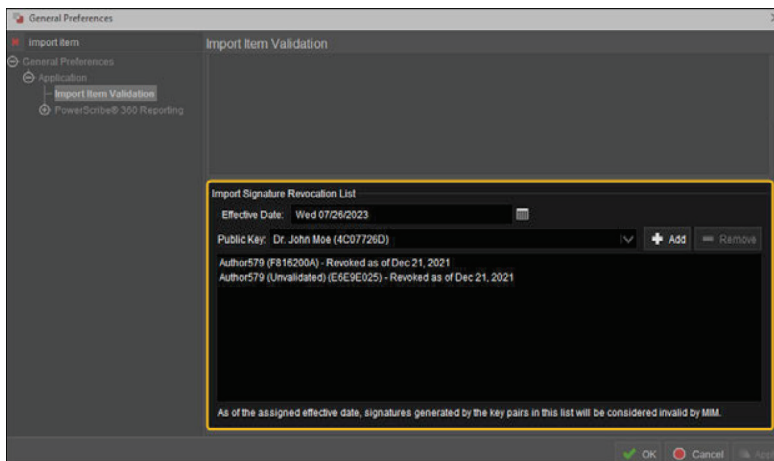 General Preferences
import item
Import Item Validation
General Preferences
Application
Import Item Validation
PowerScribe® 360 Reporting
Import Signature Revocation List
Effective Date: Wed 07/26/2023
Public Key: Dr. John Moe (4C07726D)
Add
Remove
Author579 (F816200A) - Revoked as of Dec 21, 2021
Author579 (Unvalidated) (E6E9E025) - Revoked as of Dec 21, 2021
As of the assigned effective date, signatures generated by the key pairs in this list will be considered invalid by MIM.
OK
Cancel